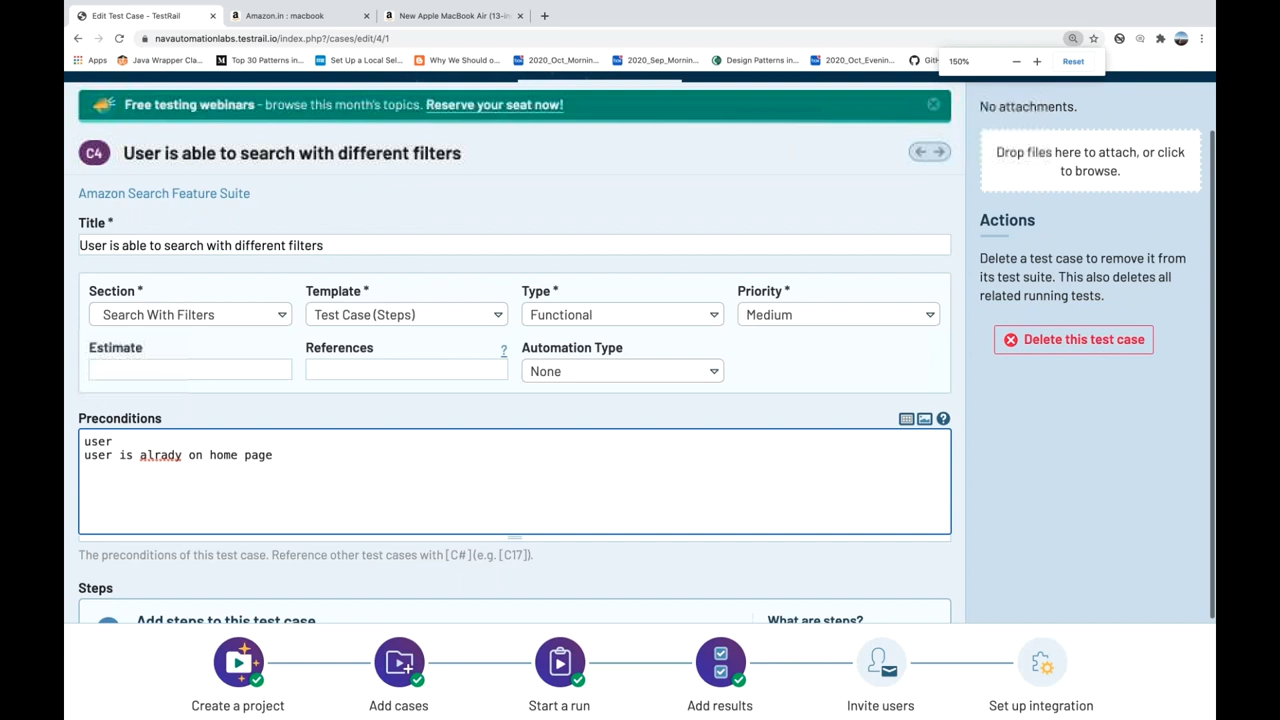 Edit Test Case - TestRail
Amazon.in : macbook
New Apple MacBook Air (13-in
navautomationlabs.testrail.io/index.php?/cases/edit/4/1
Apps
Java Wrapper Cla...
Top 30 Patterns in...
Set Up a Local Sel...
Why We Should o...
2020_Oct_Mornin...
2020_Sep_Mornin...
Design Patterns in...
2020_Oct_Evenin...
150%
Reset
Free testing webinars - browse this month's topics. Reserve your seat now!
C4
User is able to search with different filters
Amazon Search Feature Suite
Title *
User is able to search with different filters
Section *
Template *
Type *
Priority *
Search With Filters
Test Case (Steps)
Functional
Medium
Estimate
References
?
Automation Type
None
Preconditions
user
user is alrady on home page
The preconditions of this test case. Reference other test cases with [C#] (e.g. [C17]).
Steps
Add steps to this test case
What are steps?
No attachments.
Drop files here to attach, or click
to browse.
Actions
Delete a test case to remove it from
its test suite. This also deletes all
related running tests.
Delete this test case
Create a project
Add cases
Start a run
Add results
Invite users
Set up integration